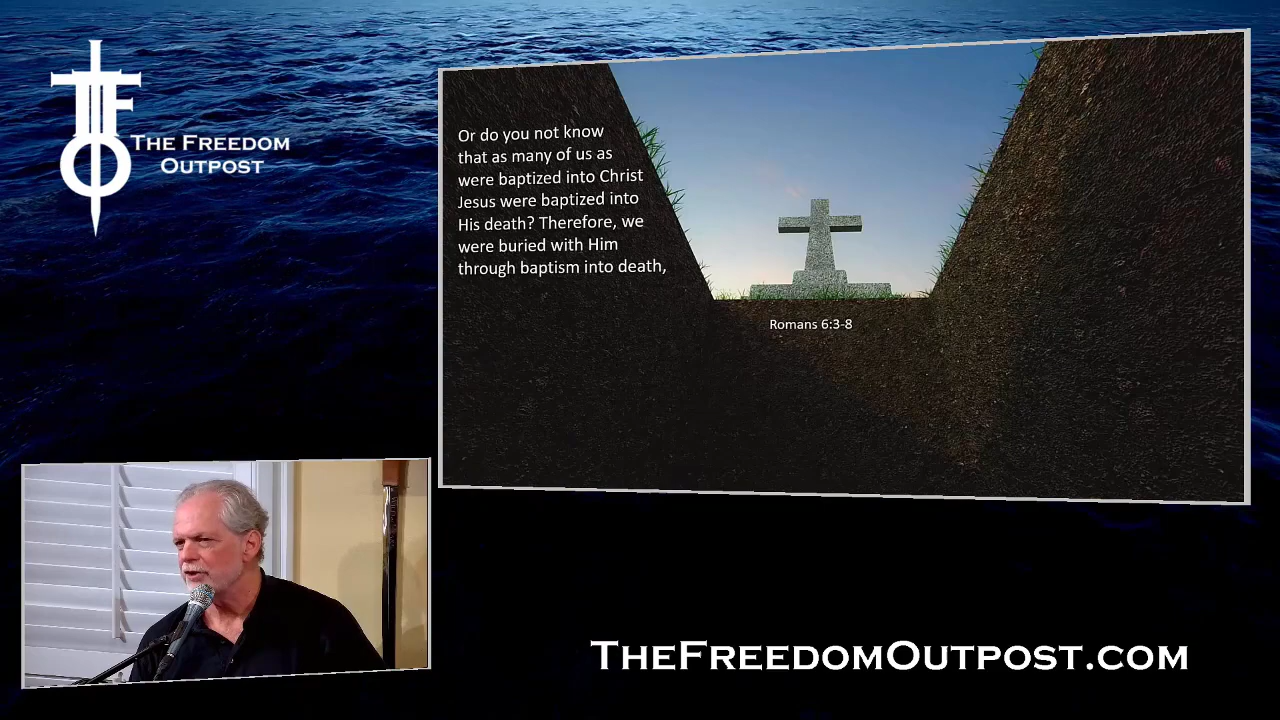 The Freedom
Outpost
Or do you not know
that as many of us as
were baptized into Christ
Jesus were baptized into
His death? Therefore, we
were buried with Him
through baptism into death,
Romans 6:3-8
TheFreedomOutpost.com